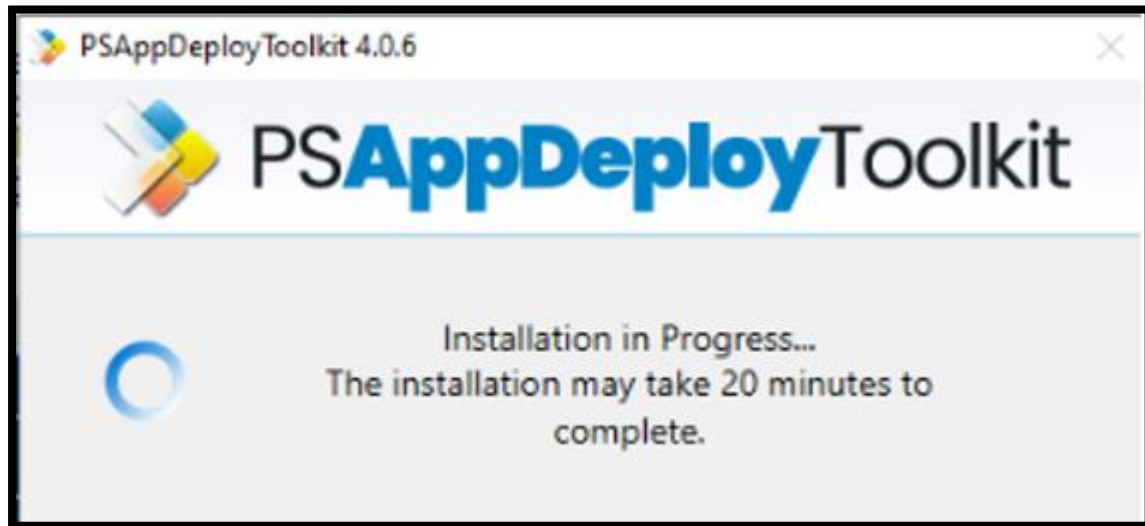 PSAppDeployToolkit 4.0.6
PSAppDeployToolkit
Installation in Progress...
The installation may take 20 minutes to
complete.